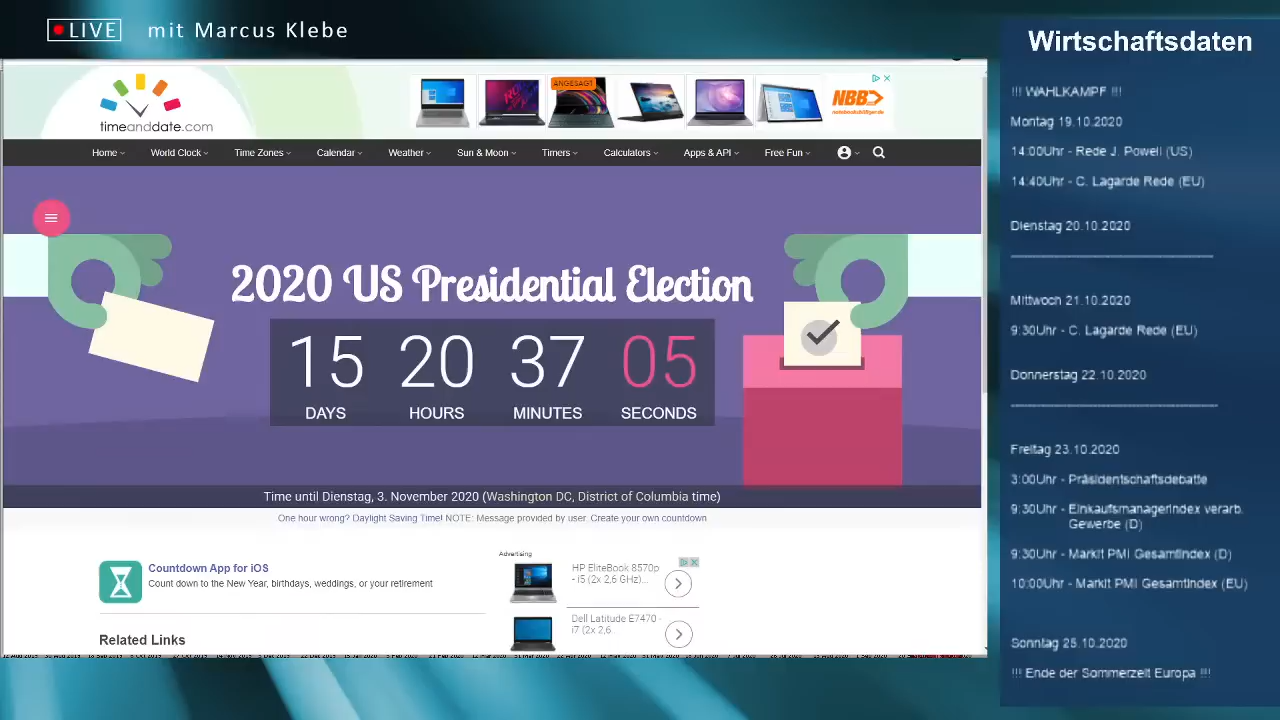 LIVE mit Marcus Klebe
timeanddate.com
ANGESAGT
NBB
notebooksbilliger.de
Home World Clock Time Zones Calendar Weather Sun & Moon Timers Calculators Apps & API Free Fun
2020 US Presidential Election
15 20 37 05
DAYS HOURS MINUTES SECONDS
Time until Dienstag, 3. November 2020 (Washington DC, District of Columbia time)
One hour wrong? Daylight Saving Time! NOTE: Message provided by user. Create your own countdown
Countdown App for iOS
Count down to the New Year, birthdays, weddings, or your retirement
Related Links
Advertising
HP EliteBook 8570p
- i5 (2x 2,6 GHz)...
Dell Latitude E7470 -
i7 (2x 2,6...
Wirtschaftsdaten
!!! WAHLKAMPF !!!
Montag 19.10.2020
14:00Uhr - Rede J. Powell (US)
14:40Uhr - C. Lagarde Rede (EU)
Dienstag 20.10.2020
Mittwoch 21.10.2020
9:30Uhr - C. Lagarde Rede (EU)
Donnerstag 22.10.2020
Freitag 23.10.2020
3:00Uhr - Präsidentschaftsdebatte
9:30Uhr - Einkaufsmanagerindex verarb.
Gewerbe (D)
9:30Uhr - Markit PMI Gesamtindex (D)
10:00Uhr - Markit PMI Gesamtindex (EU)
Sonntag 25.10.2020
!!! Ende der Sommerzeit Europa !!!